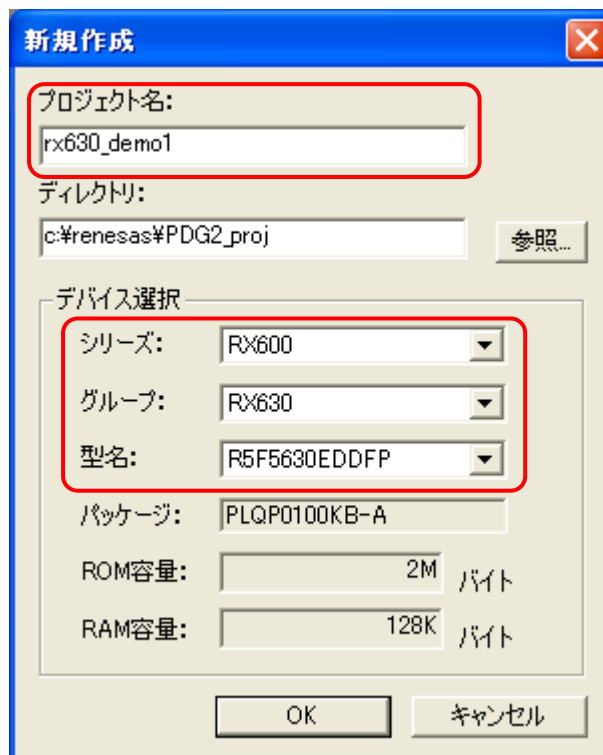 新規作成
プロジェクト名:
rx630_demo1
ディレクトリ:
c:¥renesas¥PDG2_proj 参照...
デバイス選択
シリーズ: RX600
グループ: RX630
型名: R5F5630EDDFP
パッケージ: PLQP0100KB-A
ROM容量: 2M バイト
RAM容量: 128K バイト
OK キャンセル